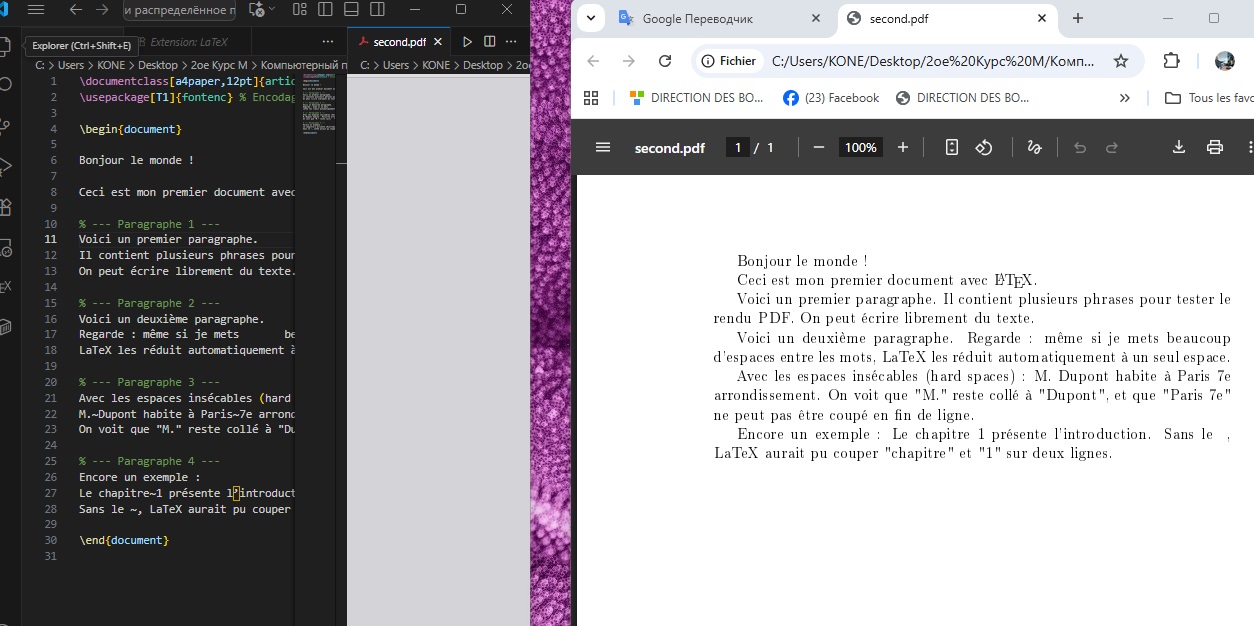 и распределённое п
Explorer (Ctrl+Shift+E)
Extension: LaTeX
second.pdf
C: > Users > KONE > Desktop > 2ое Курс М > Компьютерный п
C: > Users > KONE > Desktop > 2oe
1 \documentclass[a4paper,12pt]{artic
2 \usepackage[T1]{fontenc} % Encodag
3
4 \begin{document}
5
6 Bonjour le monde !
7
8 Ceci est mon premier document avec
9
10 % --- Paragraphe 1 ---
11 Voici un premier paragraphe.
12 Il contient plusieurs phrases pour
13 On peut écrire librement du texte.
14
15 % --- Paragraphe 2 ---
16 Voici un deuxième paragraphe.
17 Regarde : même si je mets       be
18 LaTeX les réduit automatiquement à
19
20 % --- Paragraphe 3 ---
21 Avec les espaces insécables (hard
22 M.~Dupont habite à Paris~7e arrond
23 On voit que "M." reste collé à "Du
24
25 % --- Paragraphe 4 ---
26 Encore un exemple :
27 Le chapitre~1 présente l’introduct
28 Sans le ~, LaTeX aurait pu couper
29
30 \end{document}
31
Google Переводчик
second.pdf
Fichier
C:/Users/KONE/Desktop/2oe%20Курс%20М/Комп...
DIRECTION DES BO...
(23) Facebook
DIRECTION DES BO...
Tous les favo
second.pdf
1 / 1
100%
Bonjour le monde !
Ceci est mon premier document avec LATEX.
Voici un premier paragraphe. Il contient plusieurs phrases pour tester le
rendu PDF. On peut écrire librement du texte.
Voici un deuxième paragraphe. Regarde : même si je mets beaucoup
d’espaces entre les mots, LaTeX les réduit automatiquement à un seul espace.
Avec les espaces insécables (hard spaces) : M. Dupont habite à Paris 7e
arrondissement. On voit que "M." reste collé à "Dupont", et que "Paris 7e"
ne peut pas être coupé en fin de ligne.
Encore un exemple : Le chapitre 1 présente l’introduction. Sans le ,
LaTeX aurait pu couper "chapitre" et "1" sur deux lignes.